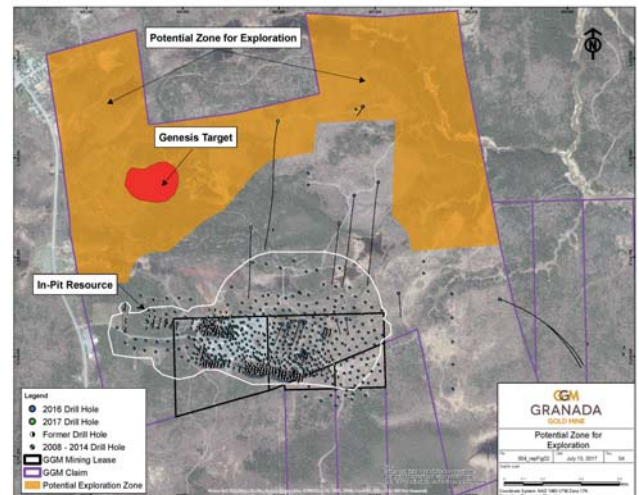 Potential Zone for Exploration
N
Genesis Target
In-Pit Resource
Legend
2016 Drill Hole
2017 Drill Hole
Former Drill Hole
2008 - 2014 Drill Hole
GGM Mining Lease
GGM Claim
Potential Exploration Zone
GGM
GRANADA
GOLD MINE
Potential Zone for
Exploration
July 13, 2017